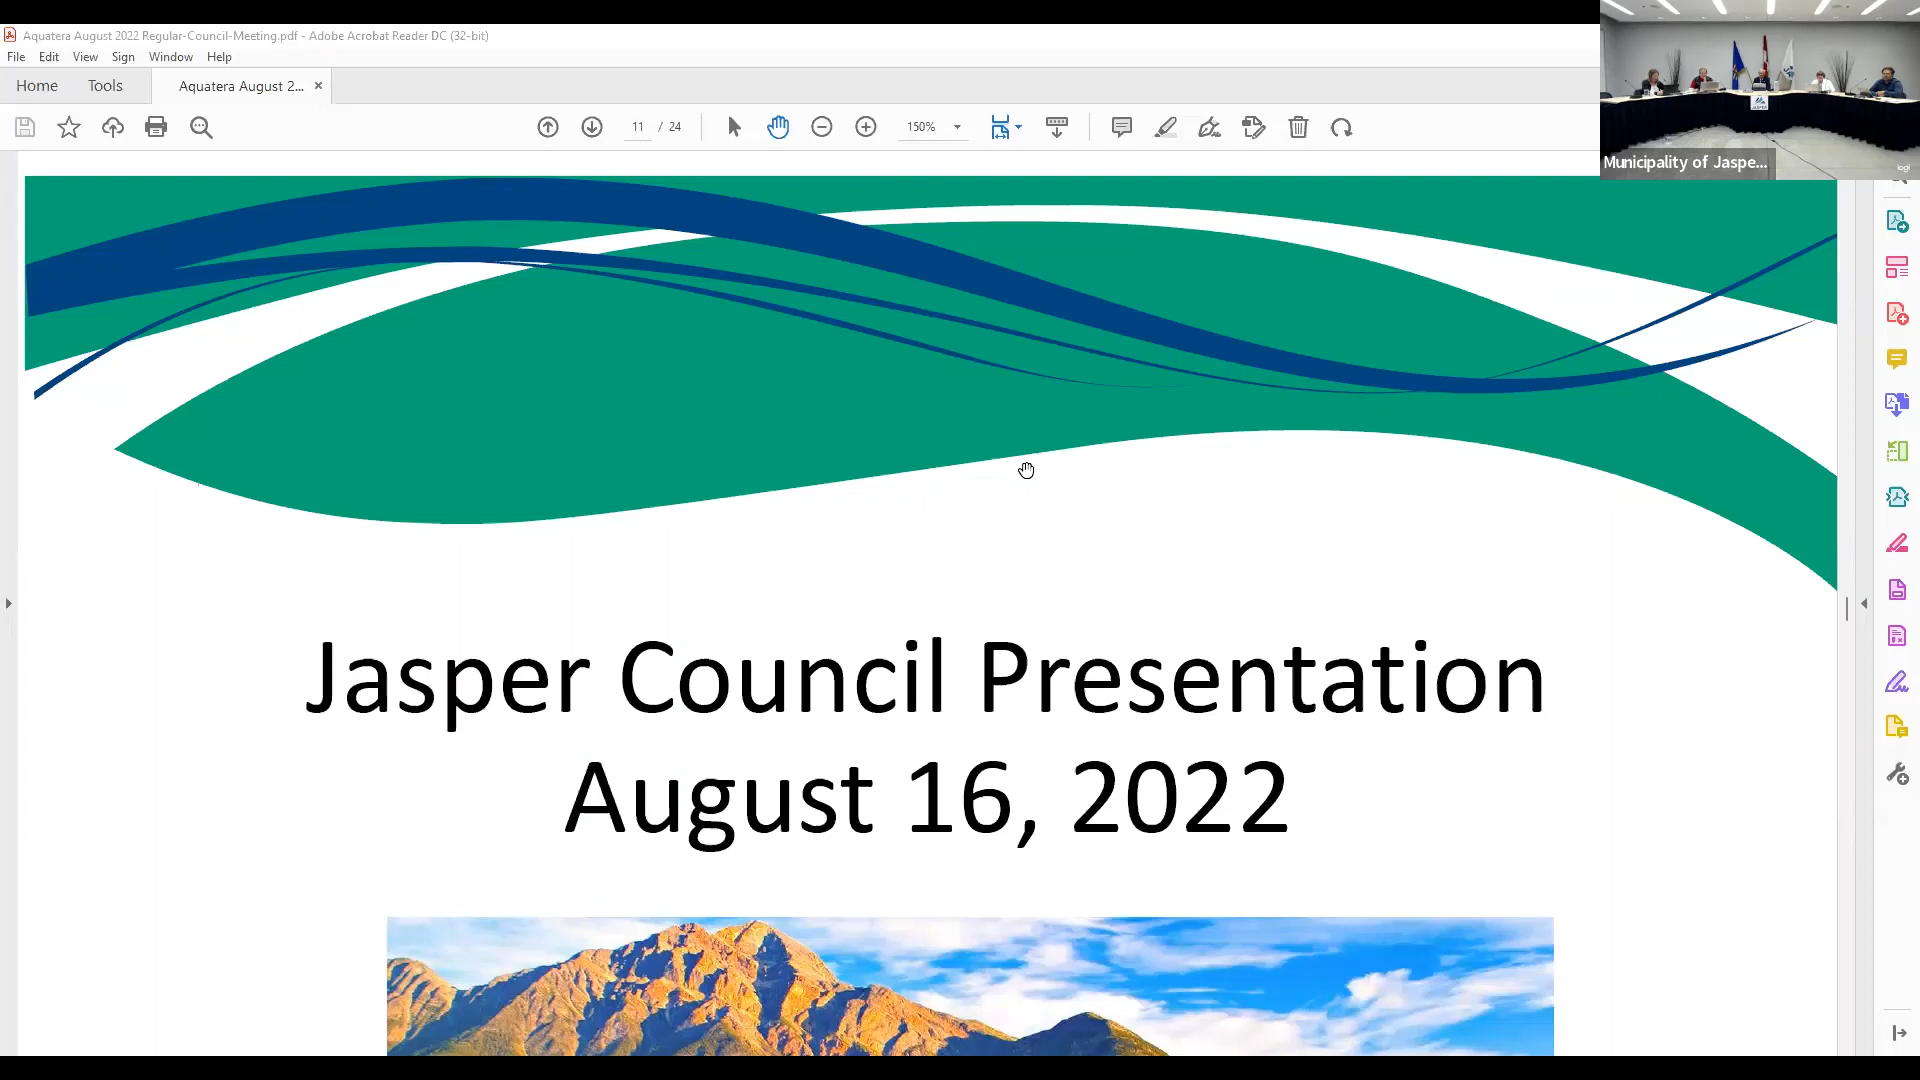 Aquatera August 2022 Regular-Council-Meeting.pdf - Adobe Acrobat Reader DC (32-bit)
File Edit View Sign Window Help
Home Tools Aquatera August 2... ×
11 / 24 150%
Municipality of Jaspe...
logi
Jasper Council Presentation
August 16, 2022